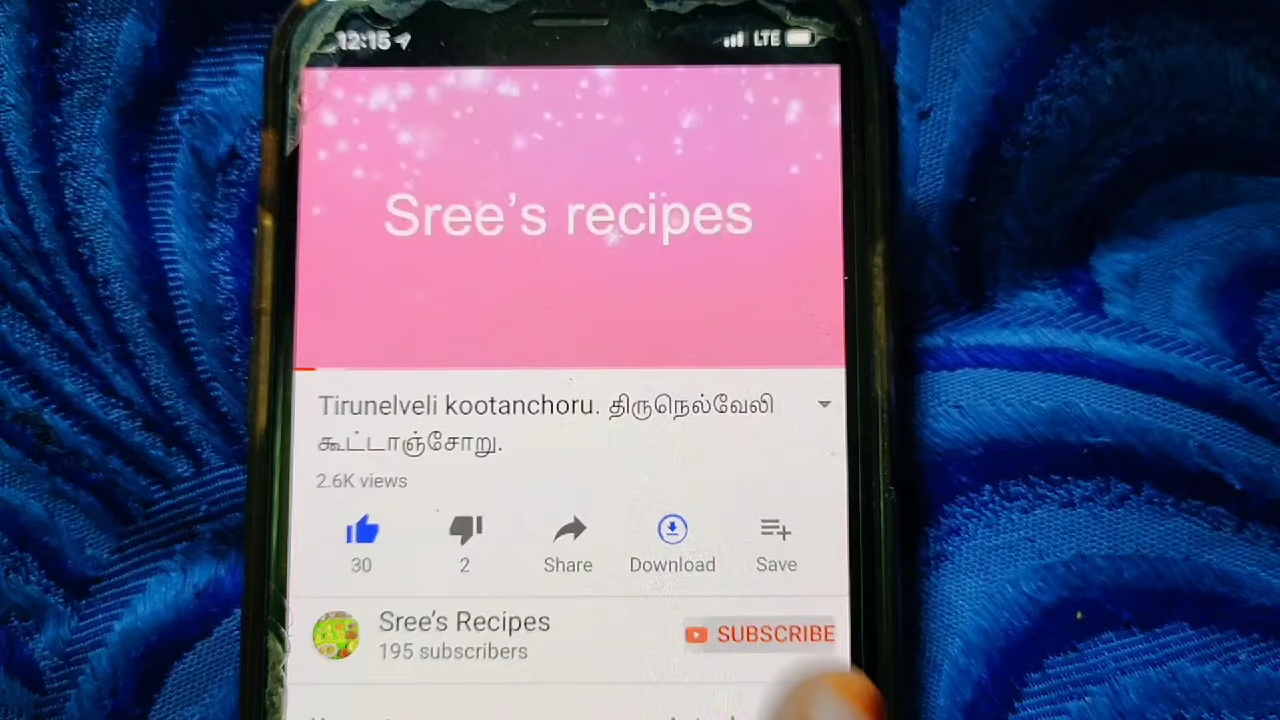 12:15 LTE
Sree's recipes
Tirunelveli kootanchoru. திருநெல்வேலி
கூட்டாஞ்சோறு.
2.6K views
30 2
Share Download Save
Sree's Recipes
SUBSCRIBE
195 subscribers